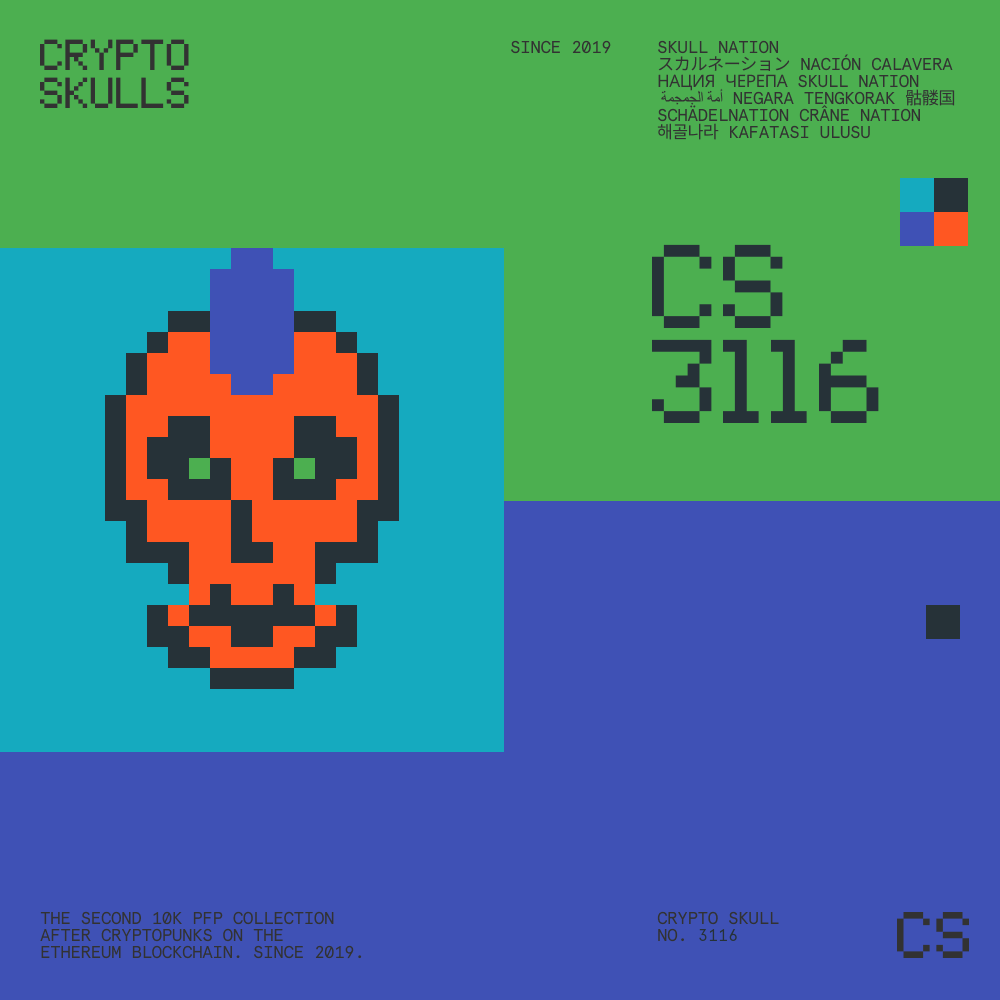 CRYPTO
SKULLS
SINCE 2019
SKULL NATION
スカルネーション NACIÓN CALAVERA
НАЦИЯ ЧЕРЕПА SKULL NATION
أمة الجمجمة NEGARA TENGKORAK 骷髅国
SCHÄDELNATION CRÂNE NATION
해골나라 KAFATASI ULUSU
CS
3116
THE SECOND 10K PFP COLLECTION
AFTER CRYPTOPUNKS ON THE
ETHEREUM BLOCKCHAIN. SINCE 2019.
CRYPTO SKULL
NO. 3116
CS